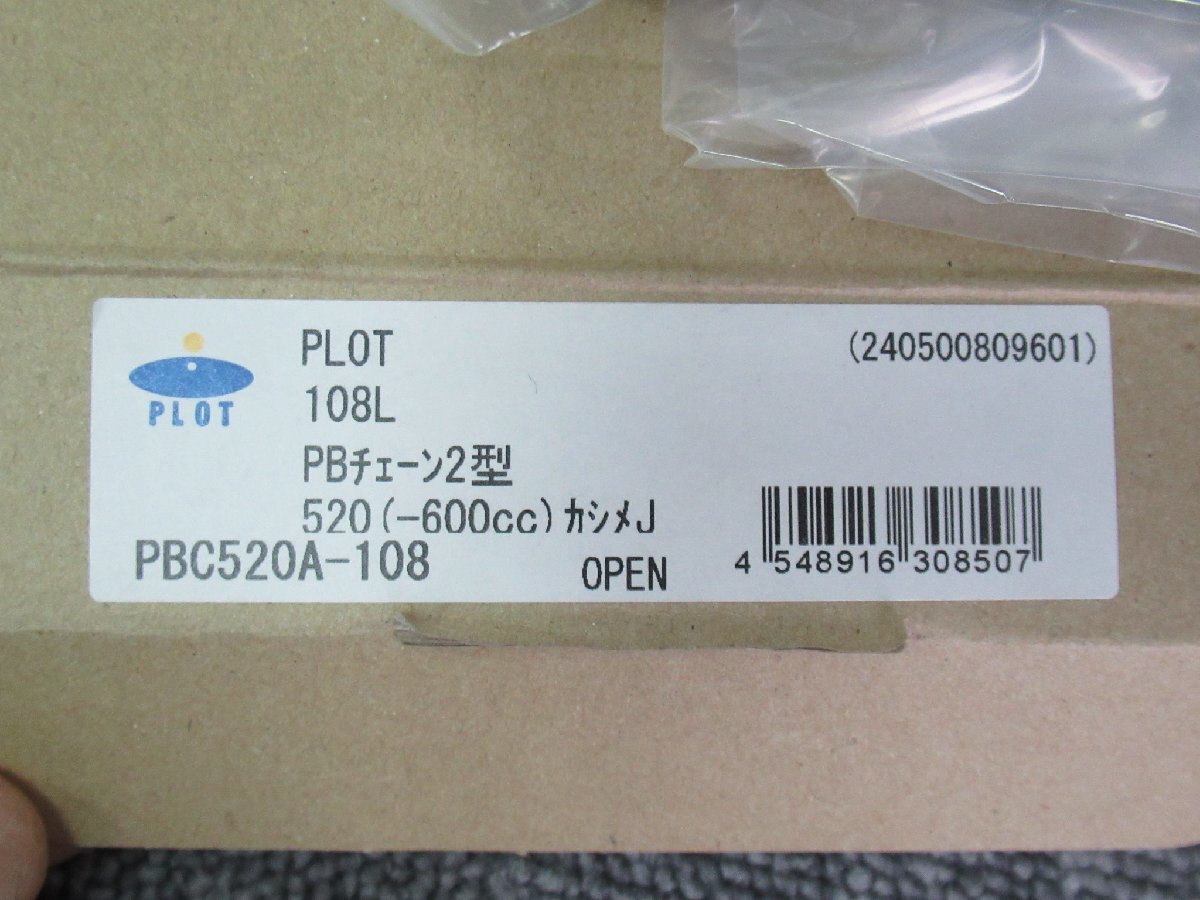 PLOT
PLOT (240500809601)
108L
PBﾁｪｰﾝ2型
520(-600cc)ｶｼﾒJ
PBC520A-108 OPEN
4 548916 308507